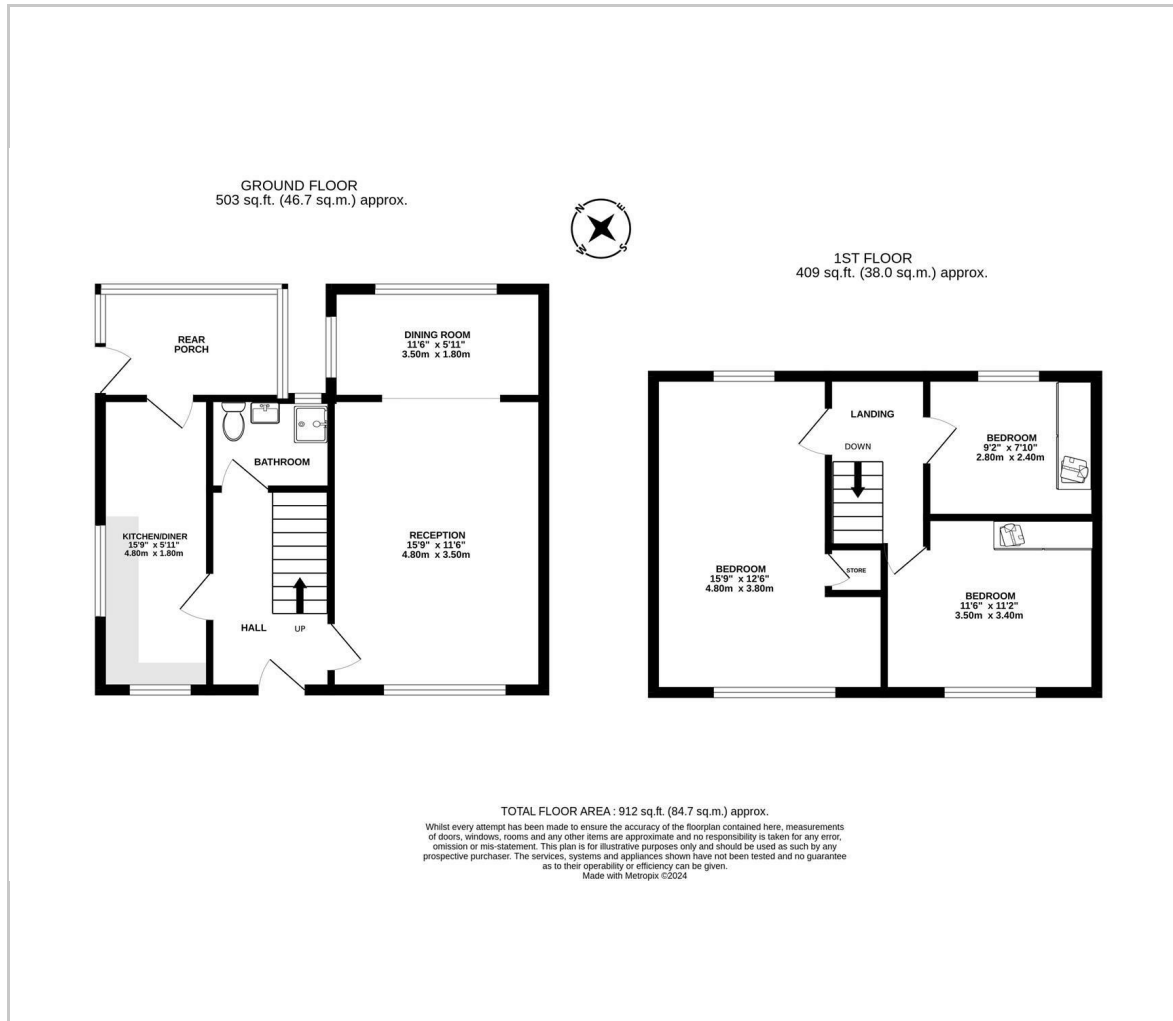 GROUND FLOOR
503 sq.ft. (46.7 sq.m.) approx.
REAR
PORCH
DINING ROOM
11'6" x 5'11"
3.50m x 1.80m
BATHROOM
KITCHEN/DINER
15'9" x 5'11"
4.80m x 1.80m
RECEPTION
15'9" x 11'6"
4.80m x 3.50m
HALL
UP
N
E
S
W
1ST FLOOR
409 sq.ft. (38.0 sq.m.) approx.
LANDING
DOWN
BEDROOM
9'2" x 7'10"
2.80m x 2.40m
BEDROOM
15'9" x 12'6"
4.80m x 3.80m
STORE
BEDROOM
11'6" x 11'2"
3.50m x 3.40m
TOTAL FLOOR AREA : 912 sq.ft. (84.7 sq.m.) approx.
Whilst every attempt has been made to ensure the accuracy of the floorplan contained here, measurements
of doors, windows, rooms and any other items are approximate and no responsibility is taken for any error,
omission or mis-statement. This plan is for illustrative purposes only and should be used as such by any
prospective purchaser. The services, systems and appliances shown have not been tested and no guarantee
as to their operability or efficiency can be given.
Made with Metropix ©2024